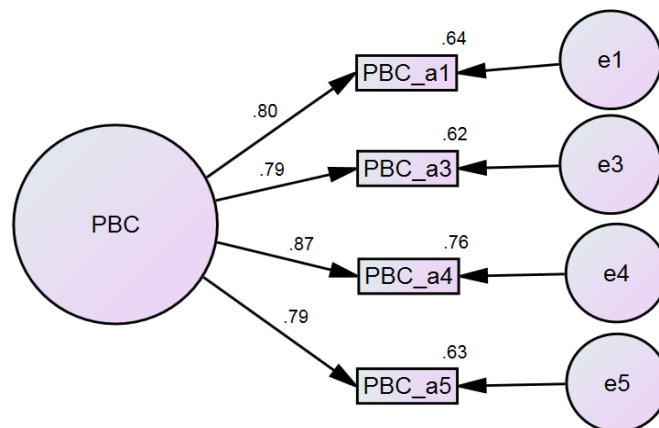 .64
PBC_a1
e1
.80
.62
PBC_a3
e3
.79
PBC
.87
.76
PBC_a4
e4
.79
.63
PBC_a5
e5